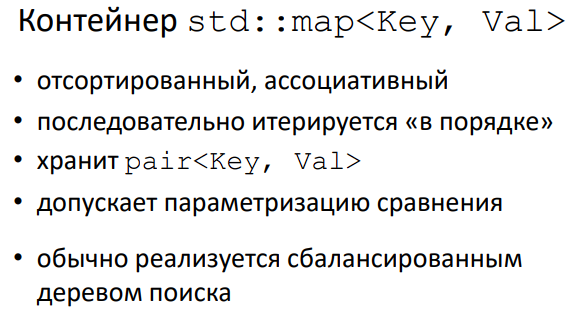 Контейнер std::map<Key, Val>
• отсортированный, ассоциативный
• последовательно итерируется «в порядке»
• хранит pair<Key, Val>
• допускает параметризацию сравнения
• обычно реализуется сбалансированным
деревом поиска